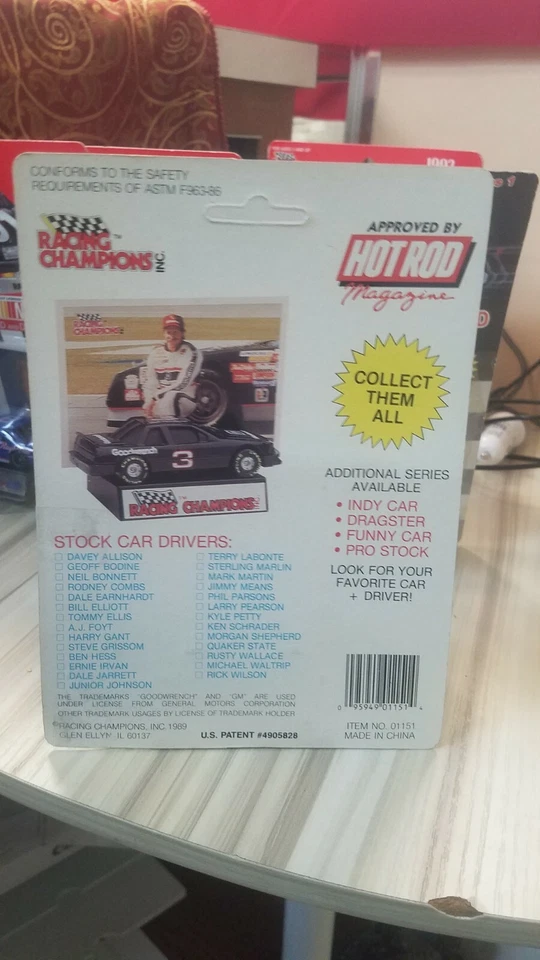 CONFORMS TO THE SAFETY
REQUIREMENTS OF ASTM F963-86
RACING
CHAMPIONS INC.
™
APPROVED BY
HOT ROD
Magazine
RACING
CHAMPIONS
COLLECT
THEM
ALL
Goodwrench
3
RACING CHAMPIONS
ADDITIONAL SERIES
AVAILABLE
• INDY CAR
• DRAGSTER
• FUNNY CAR
• PRO STOCK
LOOK FOR YOUR
FAVORITE CAR
+ DRIVER!
STOCK CAR DRIVERS:
DAVEY ALLISON
GEOFF BODINE
NEIL BONNETT
RODNEY COMBS
DALE EARNHARDT
BILL ELLIOTT
TOMMY ELLIS
A.J. FOYT
HARRY GANT
STEVE GRISSOM
BEN HESS
ERNIE IRVAN
DALE JARRETT
JUNIOR JOHNSON
TERRY LABONTE
STERLING MARLIN
MARK MARTIN
JIMMY MEANS
PHIL PARSONS
LARRY PEARSON
KYLE PETTY
KEN SCHRADER
MORGAN SHEPHERD
QUAKER STATE
RUSTY WALLACE
MICHAEL WALTRIP
RICK WILSON
THE TRADEMARKS "GOODWRENCH" AND "GM" ARE USED
UNDER LICENSE FROM GENERAL MOTORS CORPORATION
OTHER TRADEMARK USAGES BY LICENSE OF TRADEMARK HOLDER
©RACING CHAMPIONS, INC. 1989
GLEN ELLYN, IL 60137
U.S. PATENT #4905828
0 95949 01151 4
ITEM NO. 01151
MADE IN CHINA